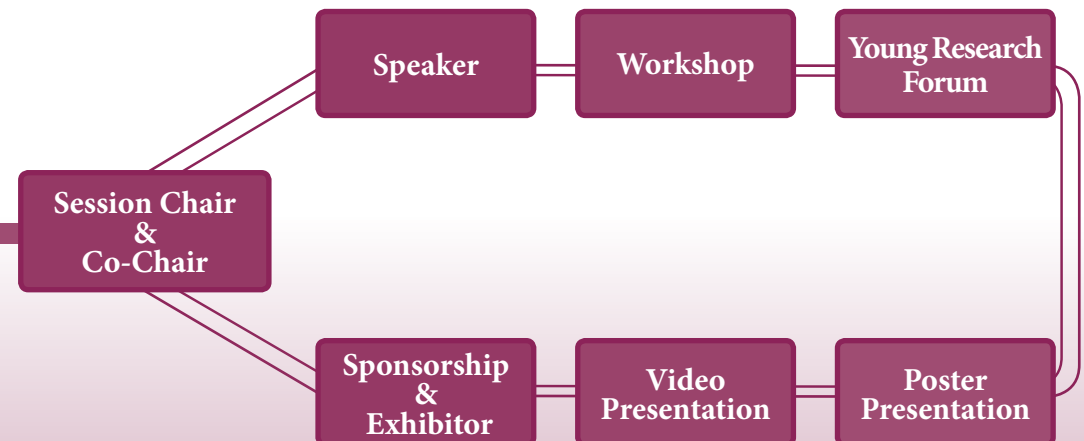 Speaker
Workshop
Young Research
Forum
Session Chair
&
Co-Chair
Sponsorship
&
Exhibitor
Video
Presentation
Poster
Presentation